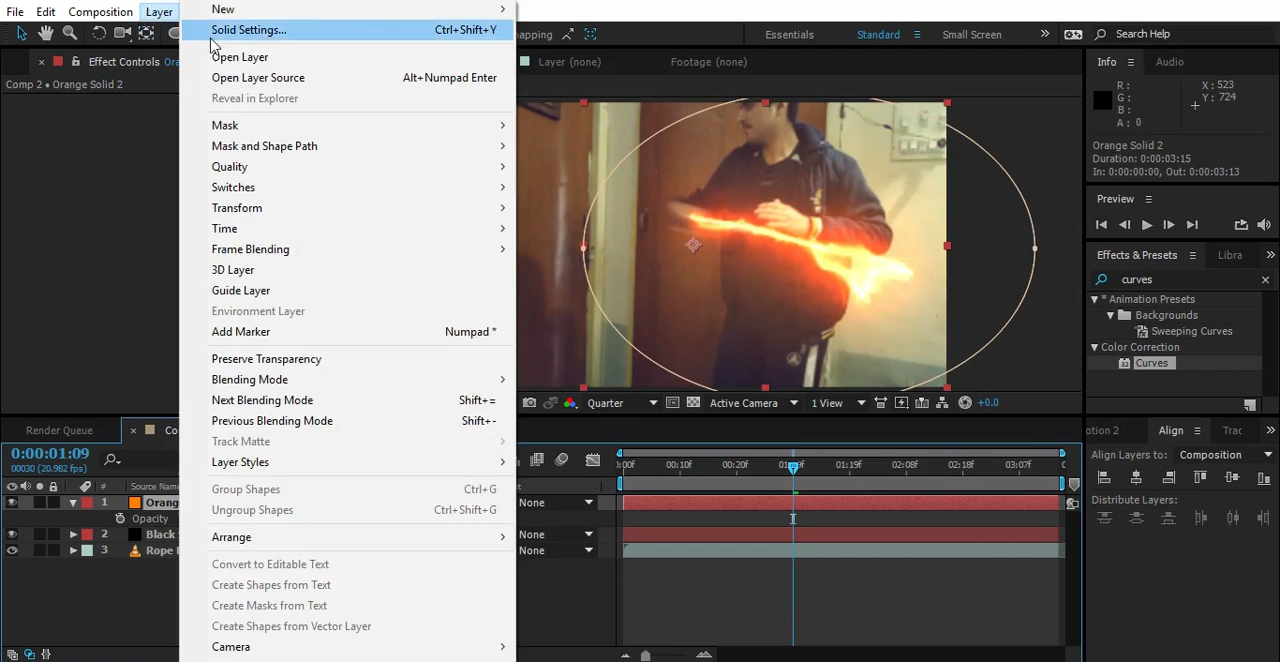 File Edit Composition Layer
New
Solid Settings... Ctrl+Shift+Y
Open Layer
Open Layer Source Alt+Numpad Enter
Reveal in Explorer
Mask
Mask and Shape Path
Quality
Switches
Transform
Time
Frame Blending
3D Layer
Guide Layer
Environment Layer
Add Marker Numpad *
Preserve Transparency
Blending Mode
Next Blending Mode Shift+=
Previous Blending Mode Shift+-
Track Matte
Layer Styles
Group Shapes Ctrl+G
Ungroup Shapes Ctrl+Shift+G
Arrange
Convert to Editable Text
Create Shapes from Text
Create Masks from Text
Create Shapes from Vector Layer
Camera
Effect Controls Ora
Comp 2 • Orange Solid 2
napping
Essentials Standard Small Screen Search Help
Layer (none) Footage (none)
Quarter Active Camera 1 View +0.0
Info Audio
R: X: 523
G: Y: 724
B:
A: 0
Orange Solid 2
Duration: 0:00:03:15
In: 0:00:00:00, Out: 0:00:03:13
Preview
Effects & Presets Libra
curves
* Animation Presets
Backgrounds
Sweeping Curves
Color Correction
32 Curves
otion 2 Align Trac
Align Layers to: Composition
Distribute Layers:
Render Queue Co
0:00:01:09
00030 (20.982 fps)
# Source Name
1 Orang None
Opacity
2 Black None
3 Rope None
:00f 00:10f 00:20f 01:19f 02:08f 02:18f 03:07f